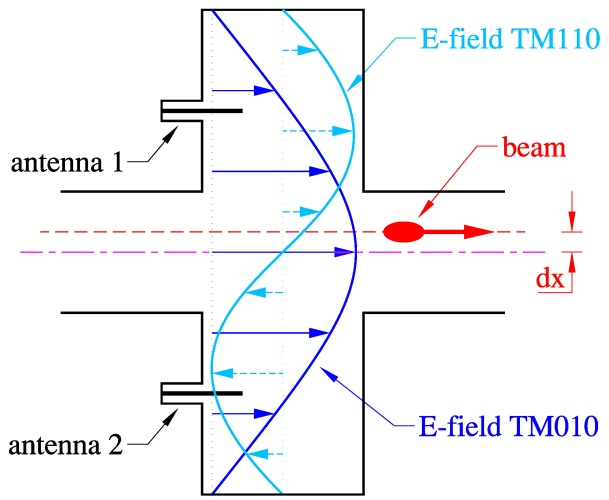 E-field TM110
antenna 1
beam
dx
E-field TM010
antenna 2